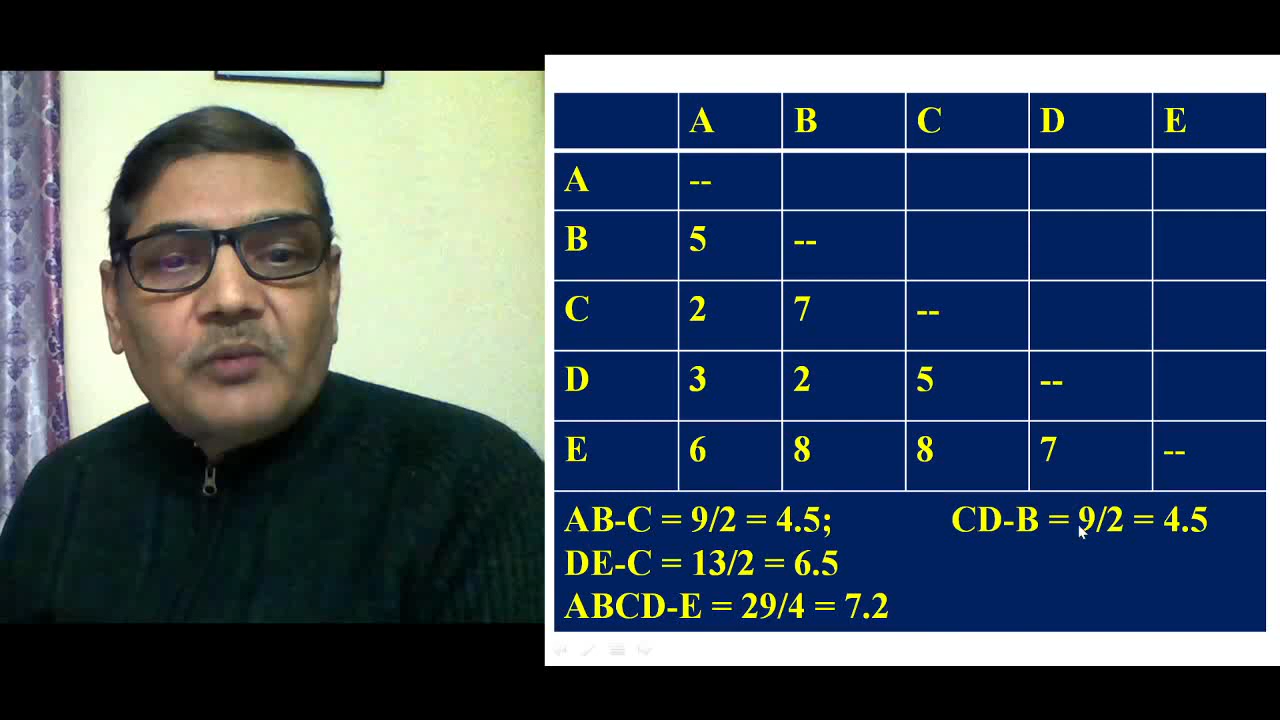 A B C D E
A --
B 5 --
C 2 7 --
D 3 2 5 --
E 6 8 8 7 --
AB-C = 9/2 = 4.5; CD-B = 9/2 = 4.5
DE-C = 13/2 = 6.5
ABCD-E = 29/4 = 7.2